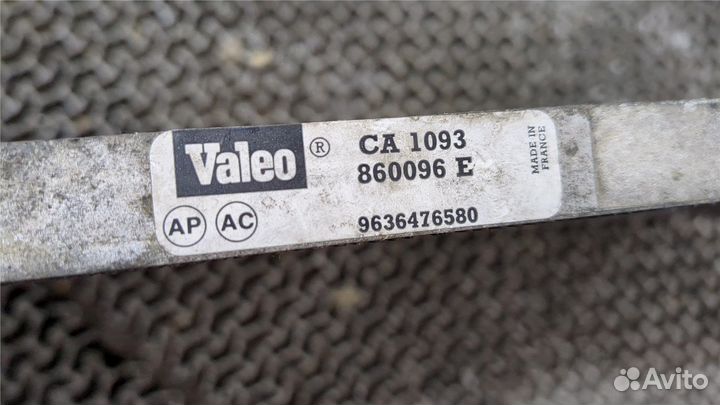 Valeo ® CA 1093
860096 E
AP AC 9636476580
MADE IN
FRANCE
Avito